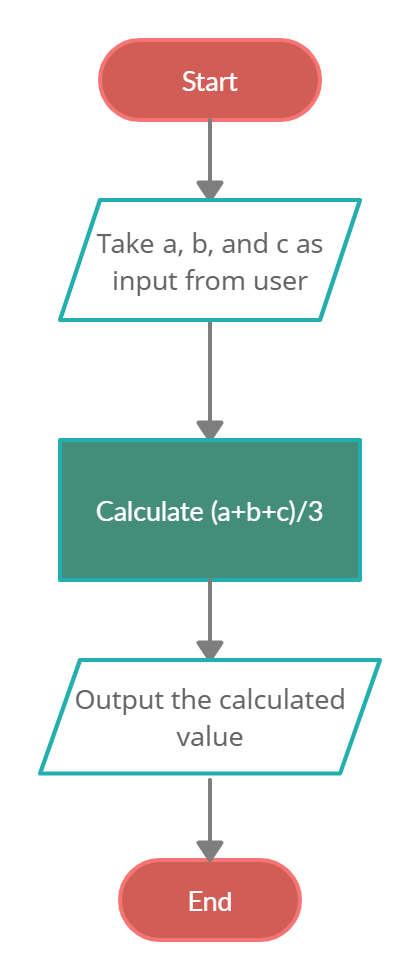 Start
Take a, b, and c as
input from user
Calculate (a+b+c)/3
Output the calculated
value
End